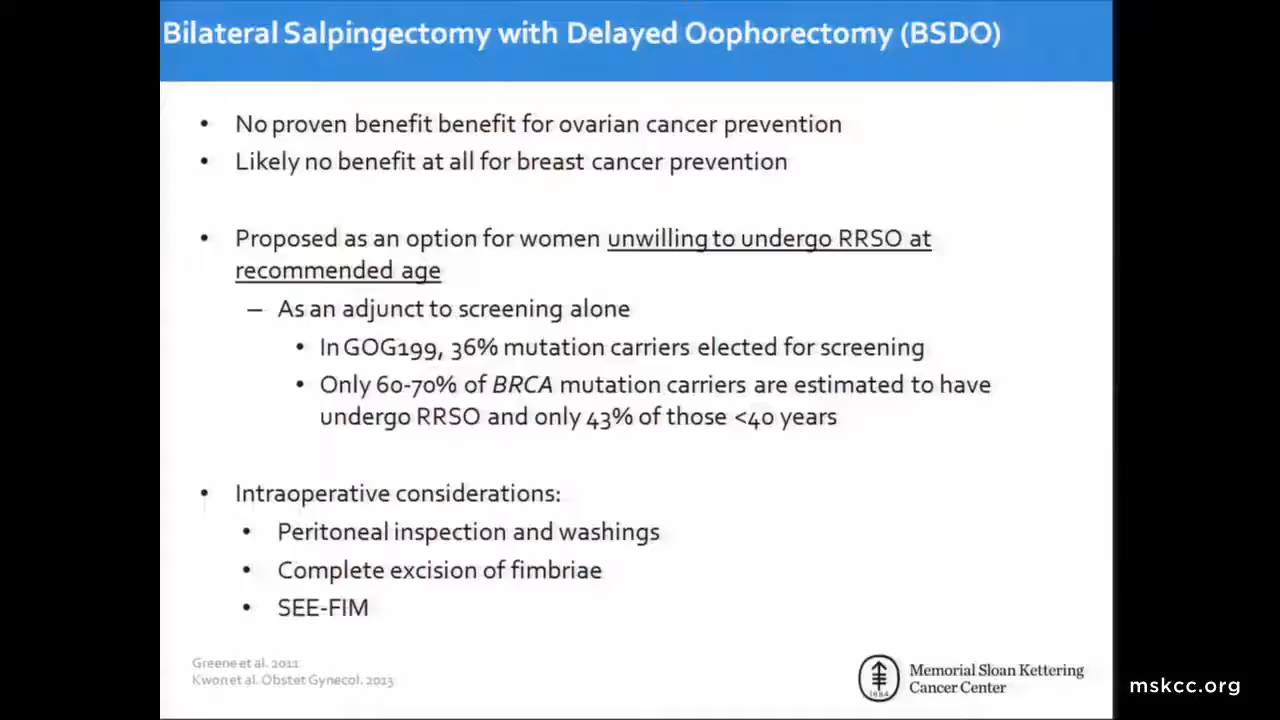 Bilateral Salpingectomy with Delayed Oophorectomy (BSDO)
• No proven benefit benefit for ovarian cancer prevention
• Likely no benefit at all for breast cancer prevention
• Proposed as an option for women unwilling to undergo RRSO at
recommended age
– As an adjunct to screening alone
• In GOG199, 36% mutation carriers elected for screening
• Only 60-70% of BRCA mutation carriers are estimated to have
undergo RRSO and only 43% of those <40 years
• Intraoperative considerations:
• Peritoneal inspection and washings
• Complete excision of fimbriae
• SEE-FIM
Greene et al. 2011
Kwon et al. Obstet Gynecol. 2013
1884
Memorial Sloan Kettering
Cancer Center
mskcc.org